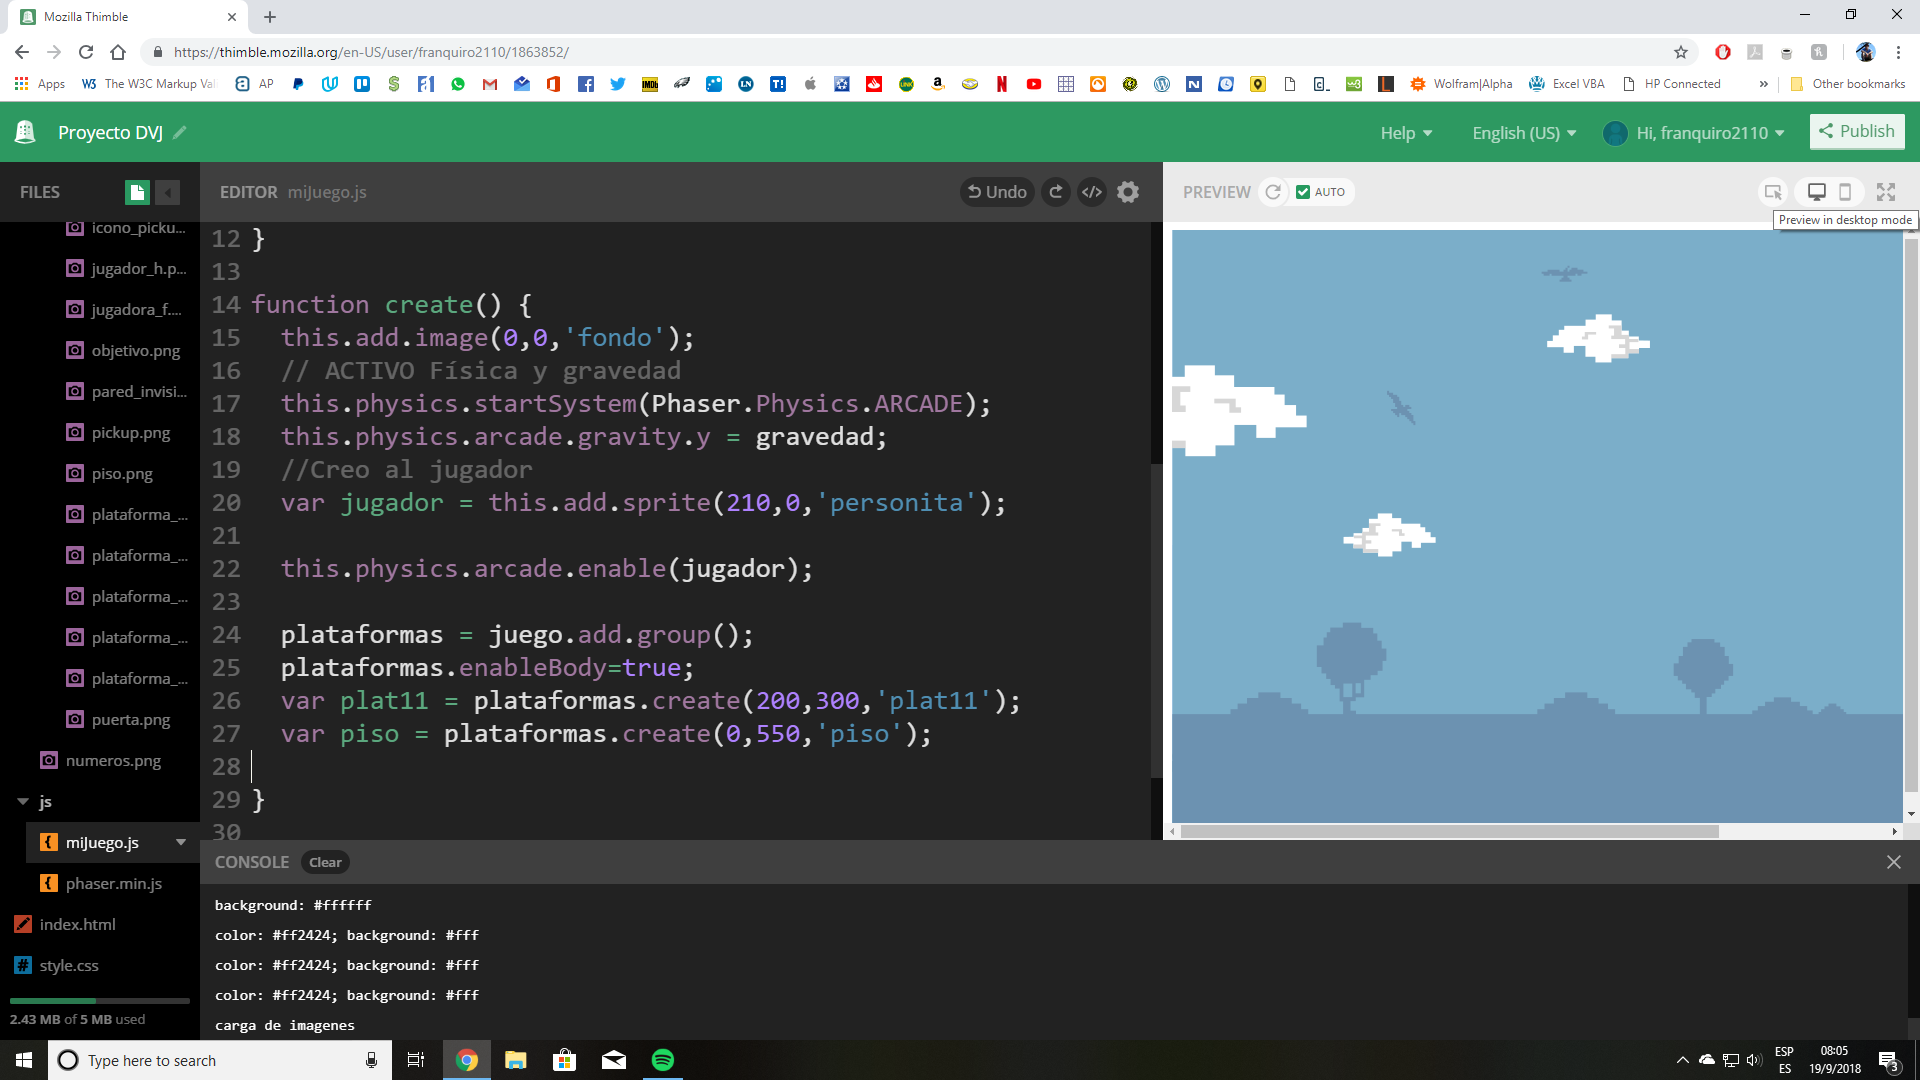 Mozilla Thimble
https://thimble.mozilla.org/en-US/user/franquiro2110/1863852/
Apps
The W3C Markup Va
AP
Wolfram|Alpha
Excel VBA
HP Connected
Other bookmarks
Proyecto DVJ
Help
English (US)
Hi, franquiro2110
Publish
FILES
EDITOR miJuego.js
Undo
PREVIEW
AUTO
Preview in desktop mode
icono_picku...
jugador_h.p...
jugadora_f....
objetivo.png
pared_invisi...
pickup.png
piso.png
plataforma_...
plataforma_...
plataforma_...
plataforma_...
plataforma_...
puerta.png
numeros.png
js
miJuego.js
phaser.min.js
index.html
style.css
2.43 MB of 5 MB used
12 }
13
14 function create() {
15 this.add.image(0,0,'fondo');
16 // ACTIVO Física y gravedad
17 this.physics.startSystem(Phaser.Physics.ARCADE);
18 this.physics.arcade.gravity.y = gravedad;
19 //Creo al jugador
20 var jugador = this.add.sprite(210,0,'personita');
21
22 this.physics.arcade.enable(jugador);
23
24 plataformas = juego.add.group();
25 plataformas.enableBody=true;
26 var plat11 = plataformas.create(200,300,'plat11');
27 var piso = plataformas.create(0,550,'piso');
28
29 }
30
CONSOLE Clear
background: #ffffff
color: #ff2424; background: #fff
color: #ff2424; background: #fff
color: #ff2424; background: #fff
carga de imagenes
Type here to search
ESP
ES
08:05
19/9/2018
3